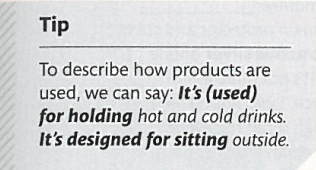 Tip
To describe how products are
used, we can say: It's (used)
for holding hot and cold drinks.
It's designed for sitting outside.